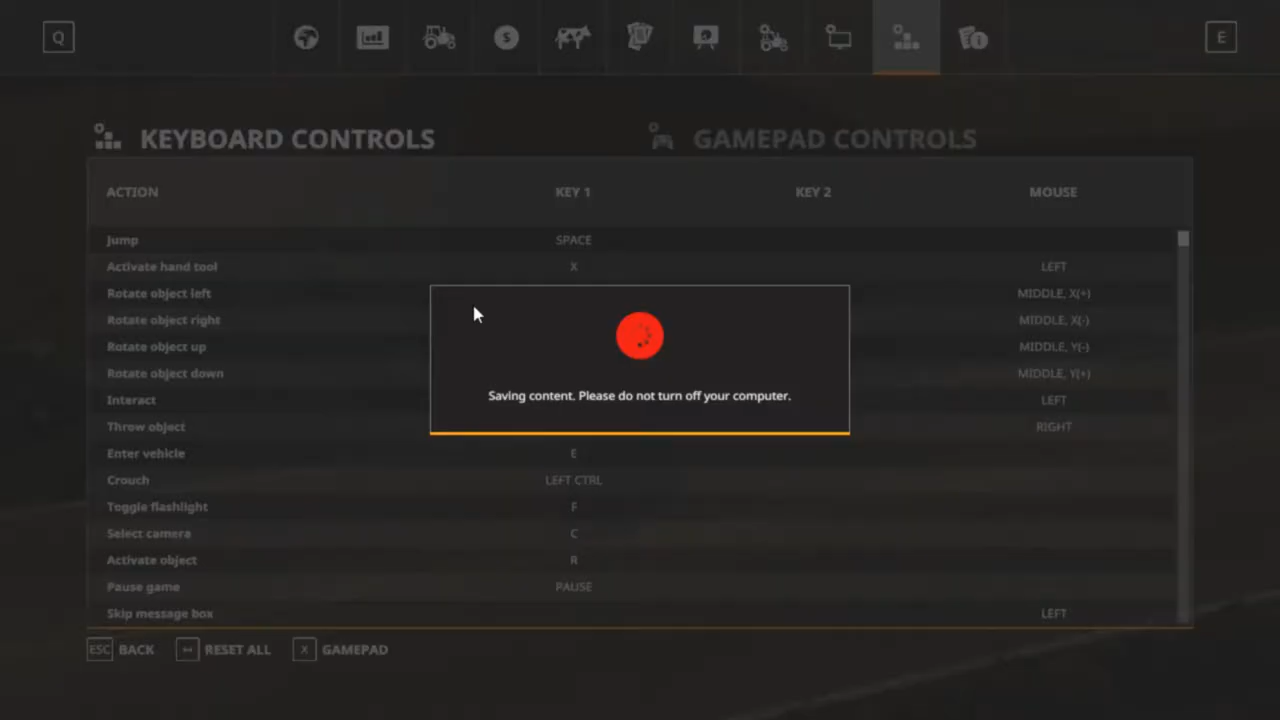 Q
$
E
KEYBOARD CONTROLS
GAMEPAD CONTROLS
ACTION KEY 1 KEY 2 MOUSE
Jump SPACE
Activate hand tool X LEFT
Rotate object left MIDDLE, X(+)
Rotate object right MIDDLE, X(-)
Rotate object up MIDDLE, Y(-)
Rotate object down MIDDLE, Y(+)
Interact LEFT
Throw object RIGHT
Saving content. Please do not turn off your computer.
Enter vehicle E
Crouch LEFT CTRL
Toggle flashlight F
Select camera C
Activate object R
Pause game PAUSE
Skip message box LEFT
ESC BACK RESET ALL X GAMEPAD